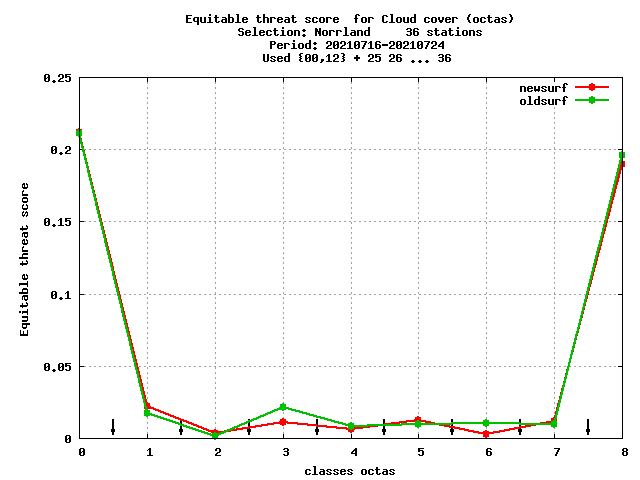 Equitable threat score  for Cloud cover (octas)
Selection: Norrland     36 stations
Period: 20210716-20210724
Used {00,12} + 25 26 ... 36
0.25
0.2
0.15
0.1
0.05
0
Equitable threat score
newsurf
oldsurf
0 1 2 3 4 5 6 7 8
classes octas